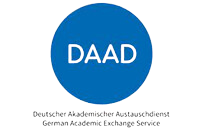 DAAD
Deutscher Akademischer Austauschdienst
German Academic Exchange Service